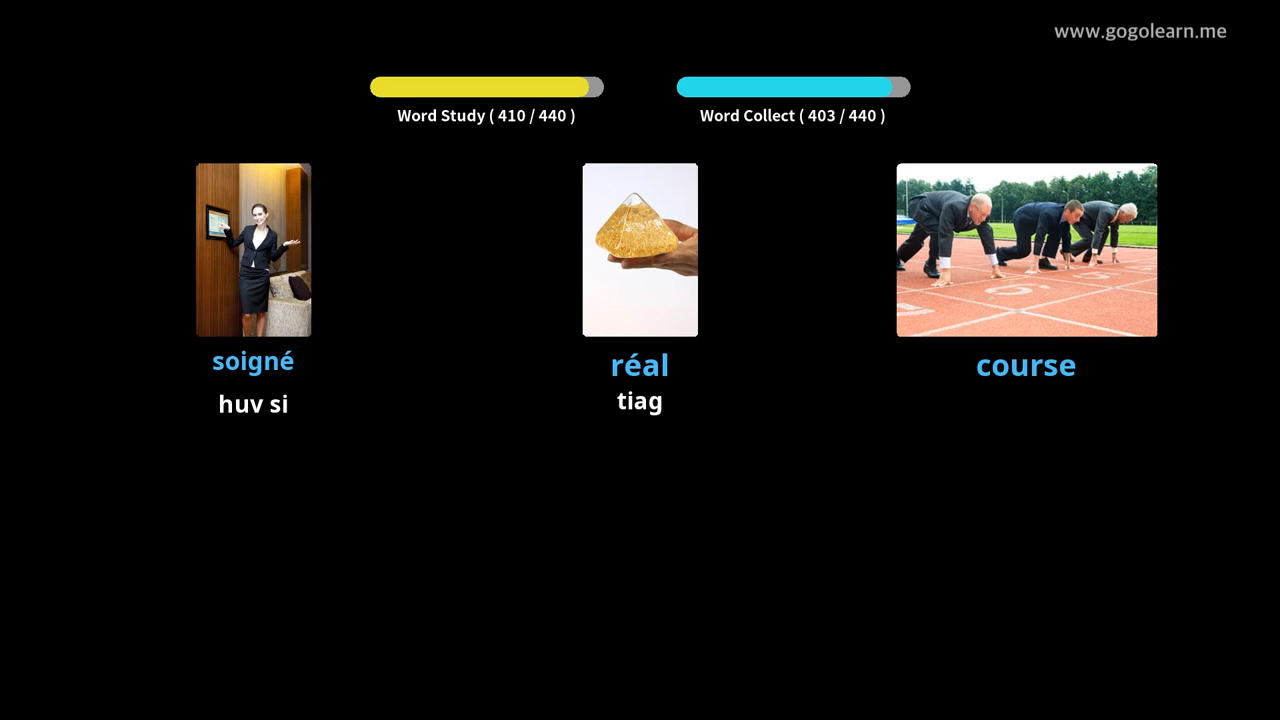 www.gogolearn.me
Word Study ( 410 / 440 )
Word Collect ( 403 / 440 )
soigné
réal
course
huv si
tiag